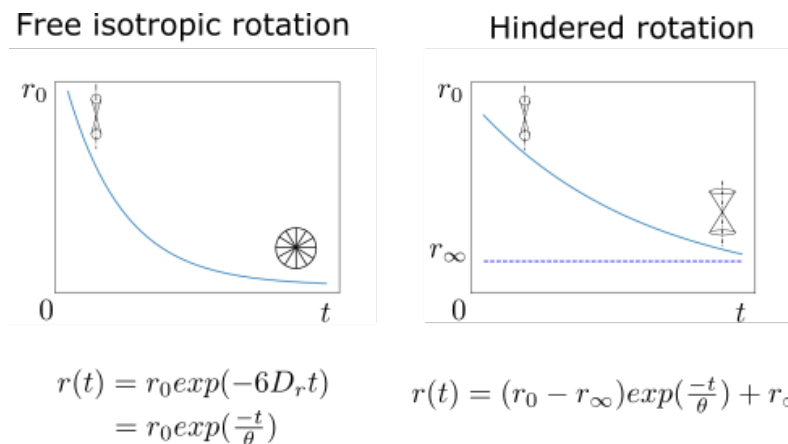 Free isotropic rotation
r₀
0
t
r(t) = r₀exp(−6Dᵣt)
= r₀exp(−t/θ)
Hindered rotation
r₀
r∞
0
t
r(t) = (r₀ − r∞)exp(−t/θ) + r∞